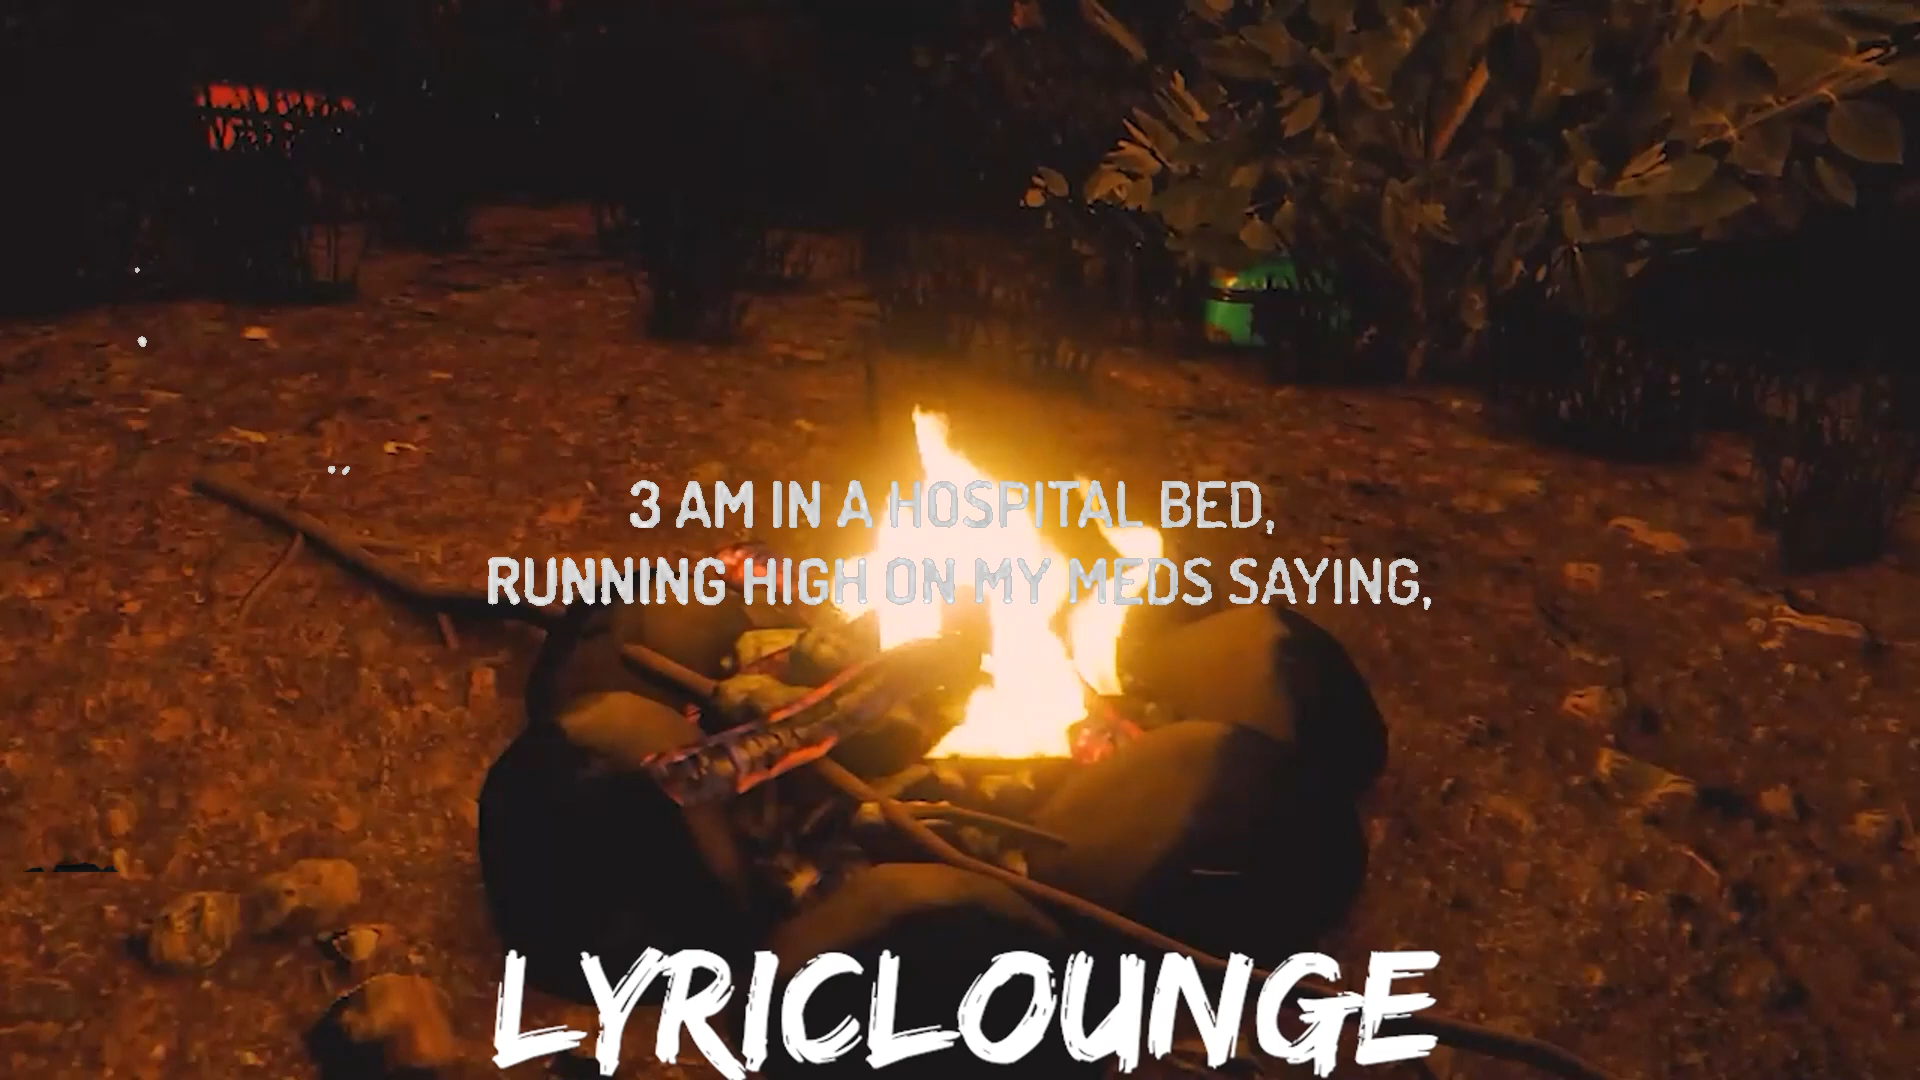 3 AM IN A HOSPITAL BED,
RUNNING HIGH ON MY MEDS SAYING,
LYRICLOUNGE